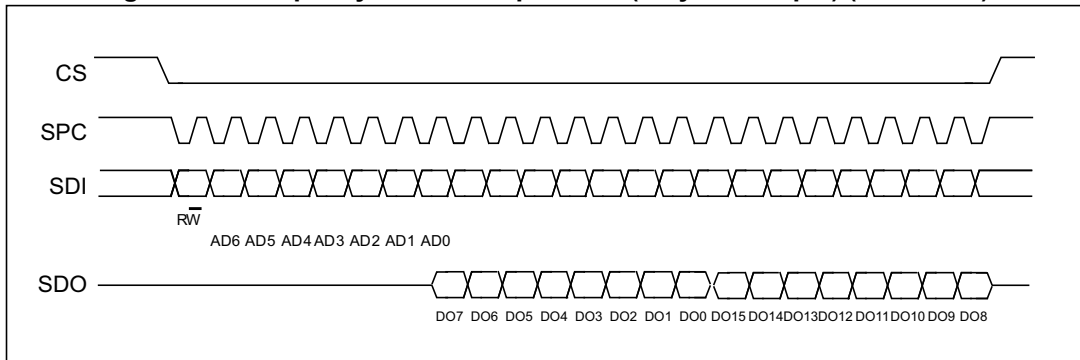 CS
SPC
SDI
RW
AD6 AD5 AD4 AD3 AD2 AD1 AD0
SDO
DO7 DO6 DO5 DO4 DO3 DO2 DO1 DO0 DO15 DO14 DO13 DO12 DO11 DO10 DO9 DO8